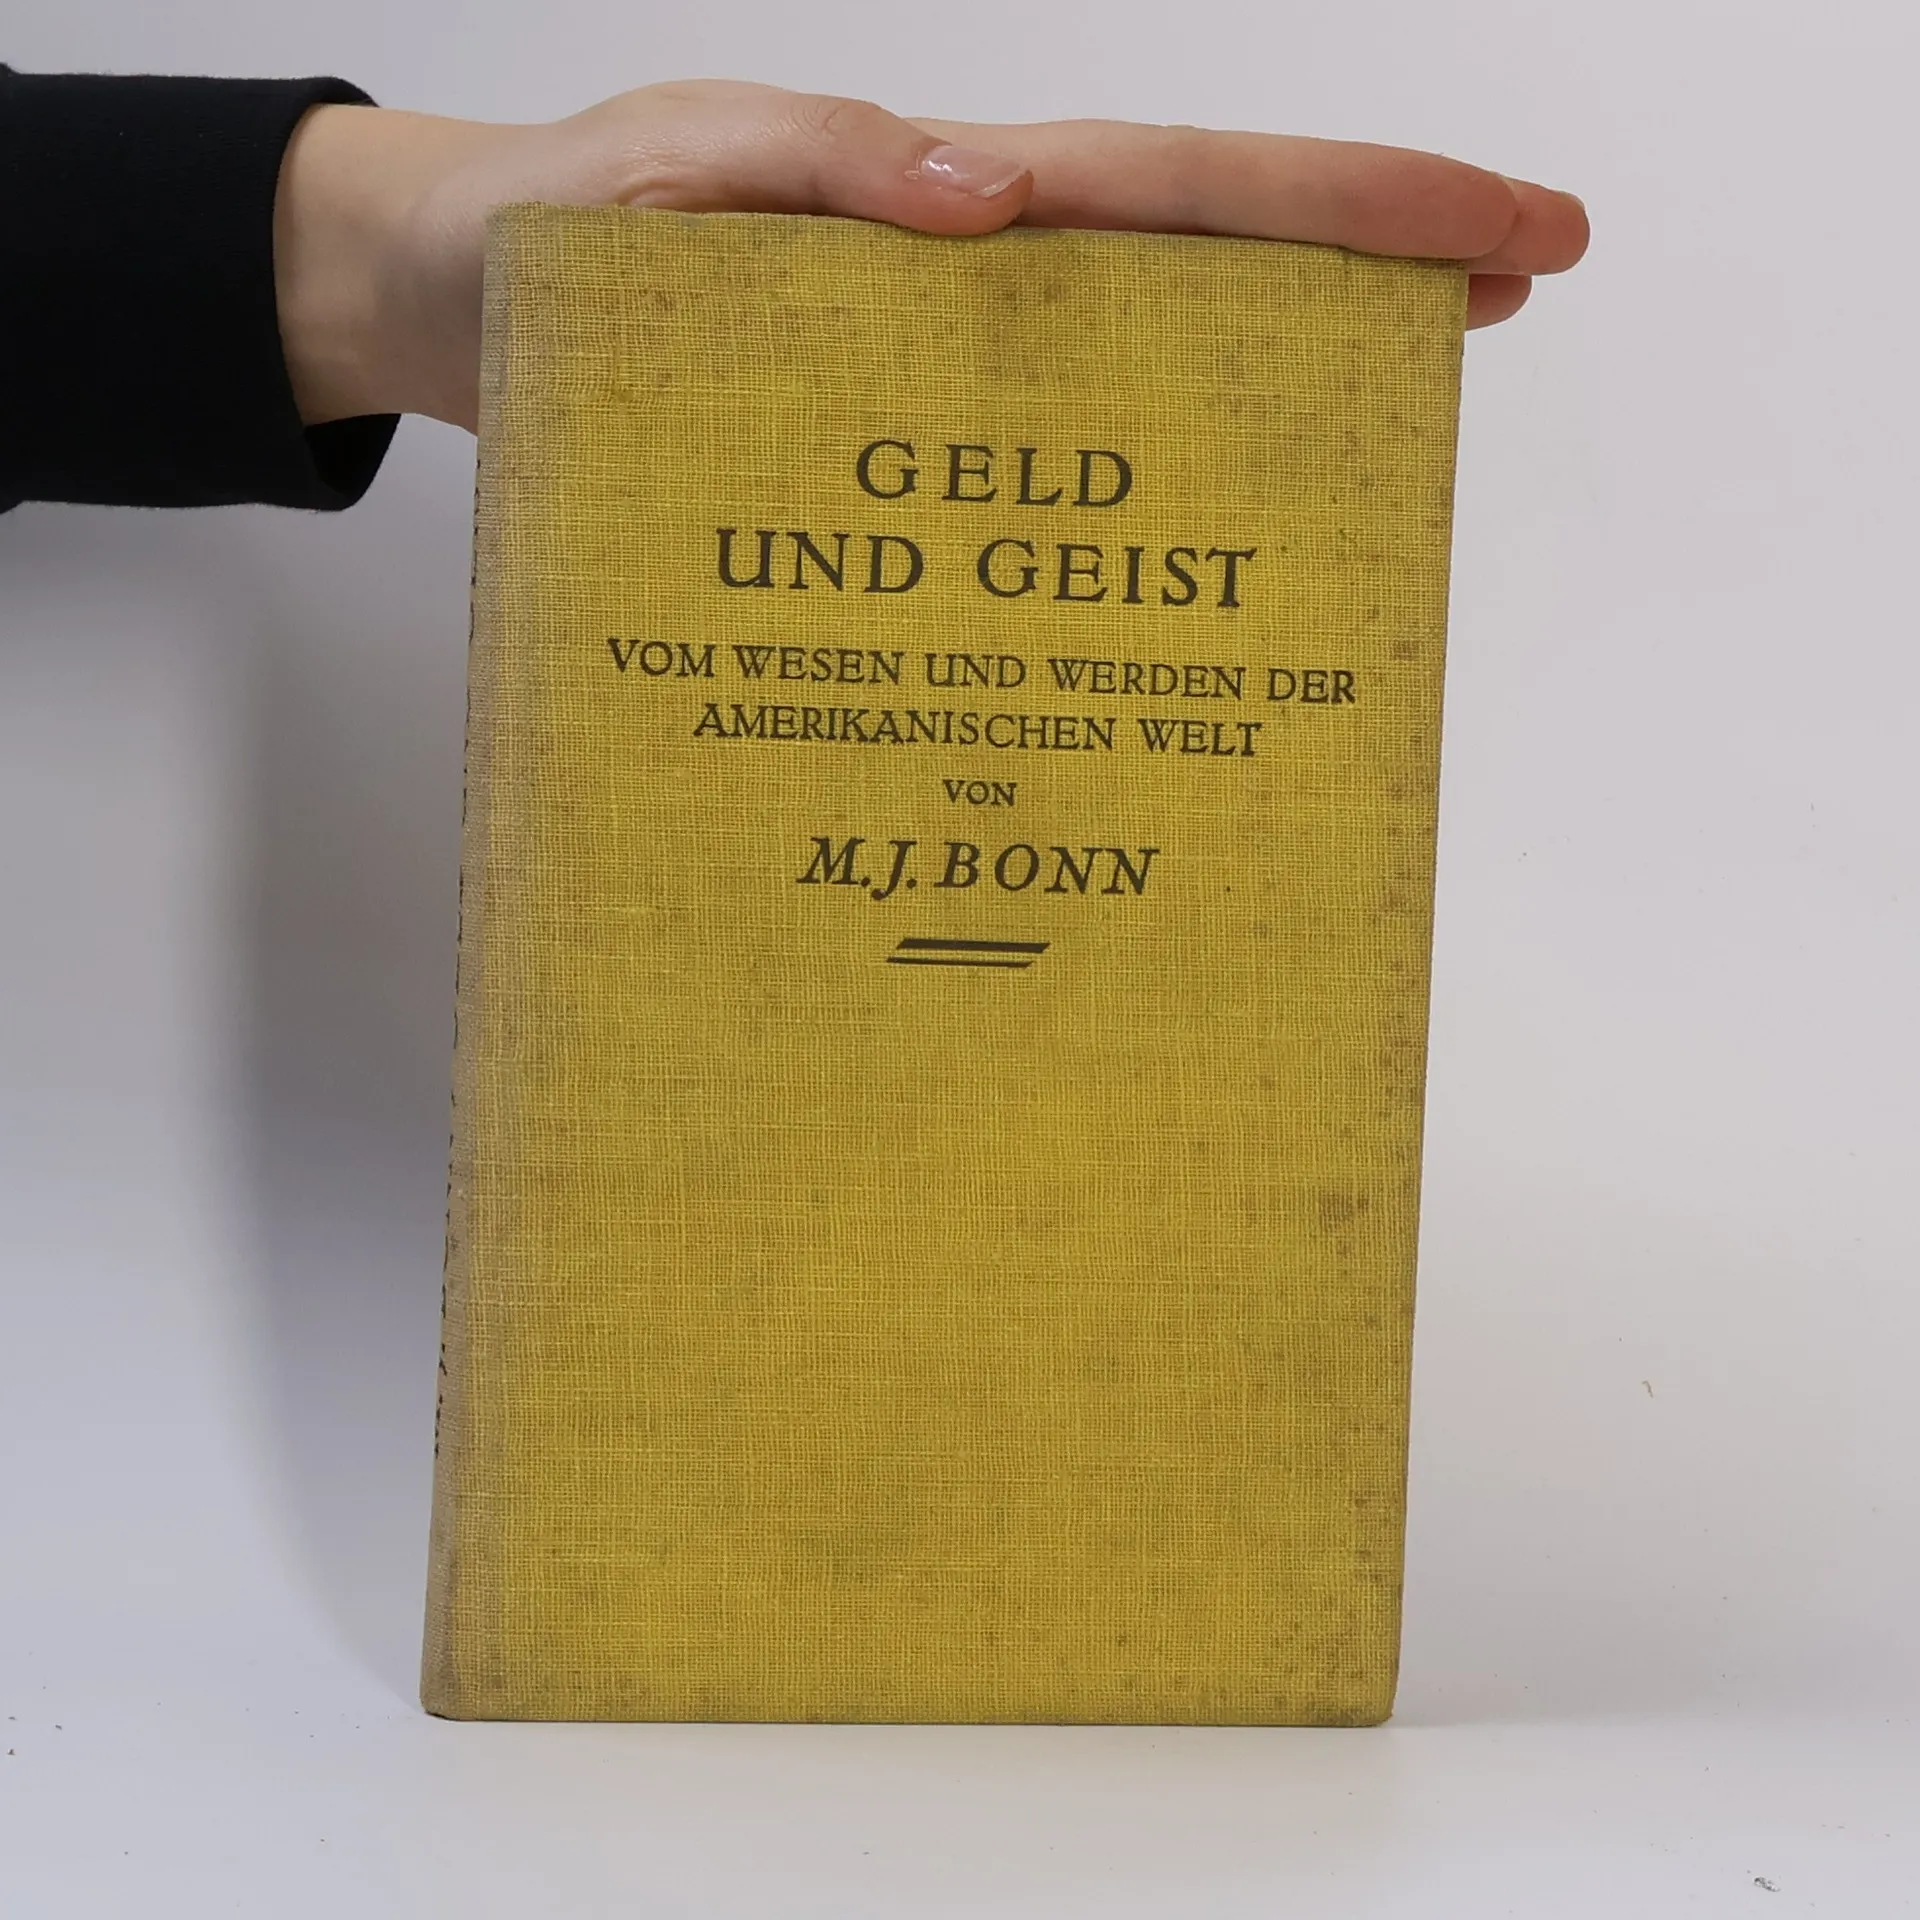 GELD
UND GEIST
VOM WESEN UND WERDEN DER
AMERIKANISCHEN WELT
VON
M. J. BONN